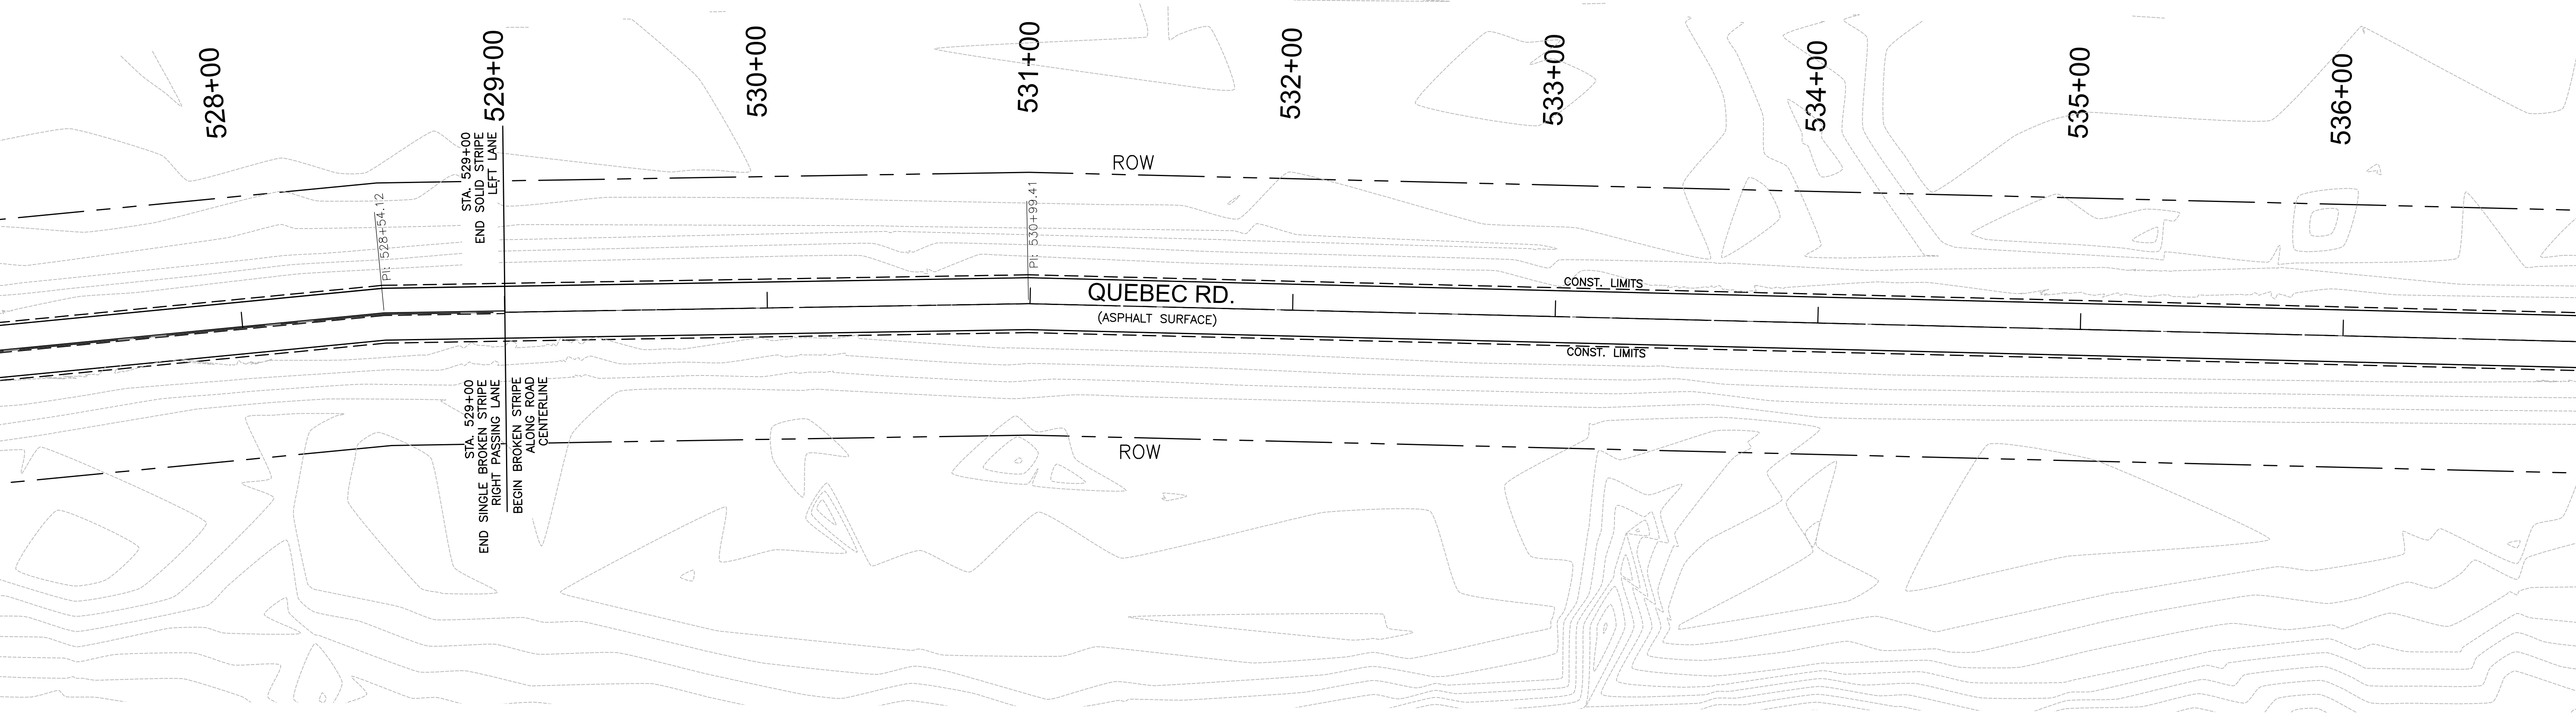 528+00
529+00
530+00
531+00
532+00
533+00
534+00
535+00
536+00
STA. 529+00
END SOLID STRIPE
LEFT LANE
ROW
PI: 528+54.12
PI: 530+99.41
QUEBEC RD.
(ASPHALT SURFACE)
CONST. LIMITS
CONST. LIMITS
STA. 529+00
END SINGLE BROKEN STRIPE
RIGHT PASSING LANE
BEGIN BROKEN STRIPE
ALONG ROAD
CENTERLINE
ROW